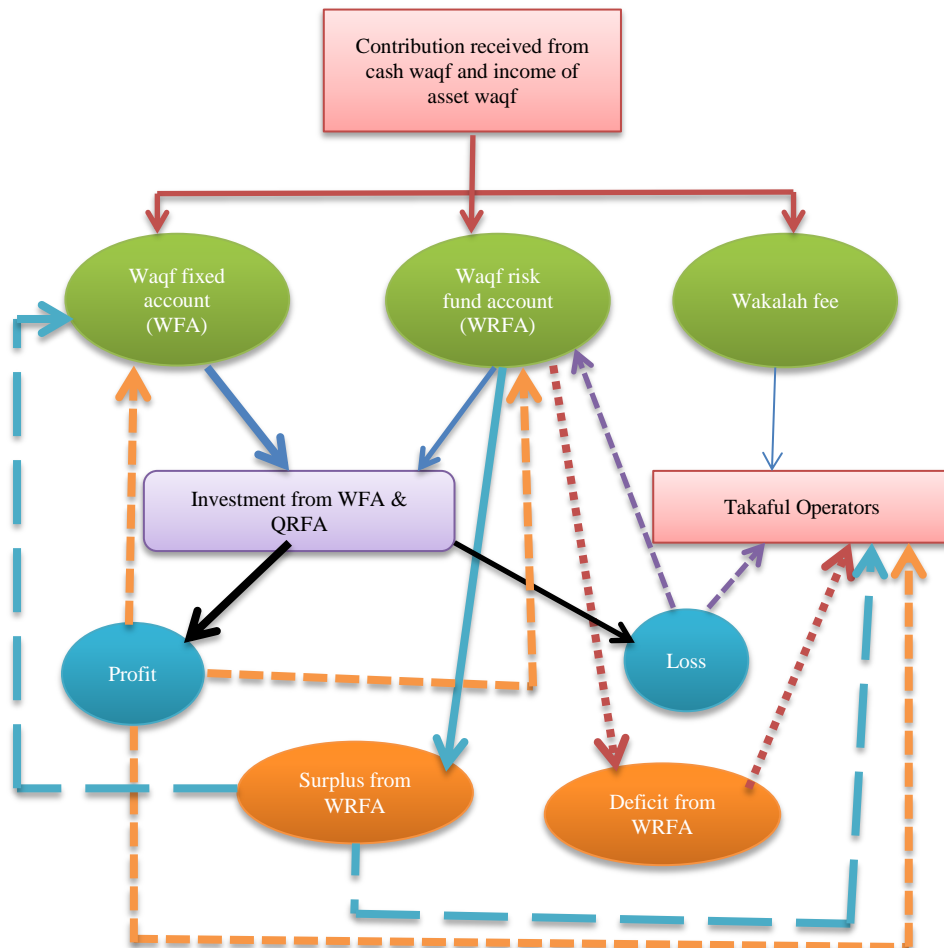 Contribution received from
cash waqf and income of
asset waqf
Waqf fixed
account
(WFA)
Waqf risk
fund account
(WRFA)
Wakalah fee
Investment from WFA &
QRFA
Takaful Operators
Profit
Loss
Surplus from
WRFA
Deficit from
WRFA